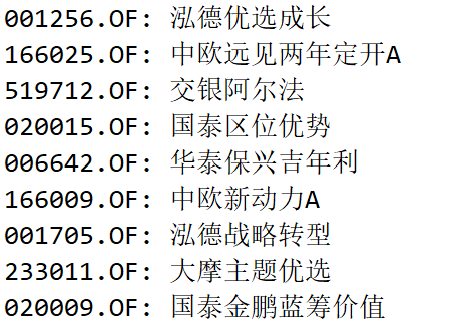 001256.OF: 泓德优选成长
166025.OF: 中欧远见两年定开A
519712.OF: 交银阿尔法
020015.OF: 国泰区位优势
006642.OF: 华泰保兴吉年利
166009.OF: 中欧新动力A
001705.OF: 泓德战略转型
233011.OF: 大摩主题优选
020009.OF: 国泰金鹏蓝筹价值